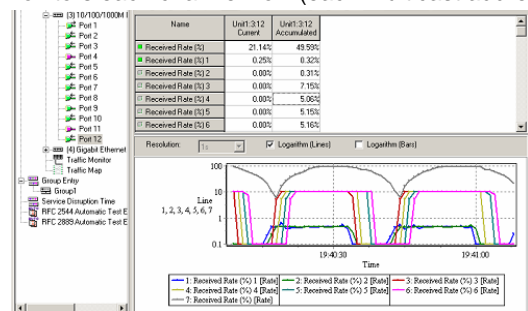 (3) 10/100/1000M
Port 1
Port 2
Port 3
Port 4
Port 5
Port 6
Port 7
Port 8
Port 9
Port 10
Port 11
Port 12
(4) Gigabit Ethernet
Traffic Monitor
Traffic Map
Group Entry
Group1
Service Disruption Time
RFC 2544 Automatic Test E
RFC 2889 Automatic Test E
Name Unit1:3:12 Current Unit1:3:12 Accumulated
Received Rate (%) 21.14% 49.59%
Received Rate (%) 1 0.25% 0.32%
Received Rate (%) 2 0.00% 0.31%
Received Rate (%) 3 0.00% 7.15%
Received Rate (%) 4 0.00% 5.06%
Received Rate (%) 5 0.00% 5.15%
Received Rate (%) 6 0.00% 5.16%
Resolution: 1s Logarithm (Lines) Logarithm (Bars)
100
10
1
0.1
Line
1, 2, 3, 4, 5, 6, 7
19:40:30 19:41:00
Time
1: Received Rate (%) 1 [Rate] 2: Received Rate (%) 2 [Rate] 3: Received Rate (%) 3 [Rate]
4: Received Rate (%) 4 [Rate] 5: Received Rate (%) 5 [Rate] 6: Received Rate (%) 6 [Rate]
7: Received Rate (%) [Rate]